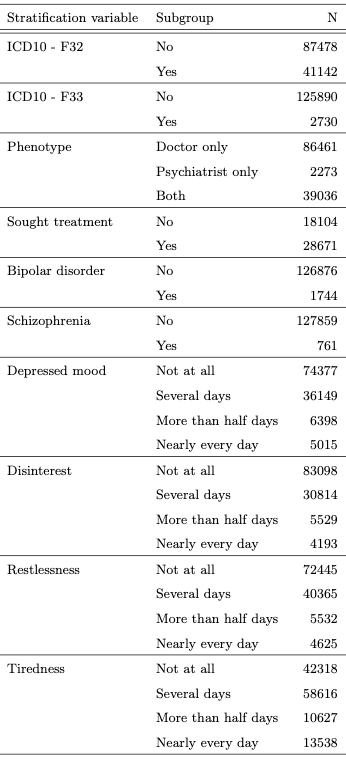 Stratification variable Subgroup N
ICD10 - F32 No 87478
Yes 41142
ICD10 - F33 No 125890
Yes 2730
Phenotype Doctor only 86461
Psychiatrist only 2273
Both 39036
Sought treatment No 18104
Yes 28671
Bipolar disorder No 126876
Yes 1744
Schizophrenia No 127859
Yes 761
Depressed mood Not at all 74377
Several days 36149
More than half days 6398
Nearly every day 5015
Disinterest Not at all 83098
Several days 30814
More than half days 5529
Nearly every day 4193
Restlessness Not at all 72445
Several days 40365
More than half days 5532
Nearly every day 4625
Tiredness Not at all 42318
Several days 58616
More than half days 10627
Nearly every day 13538